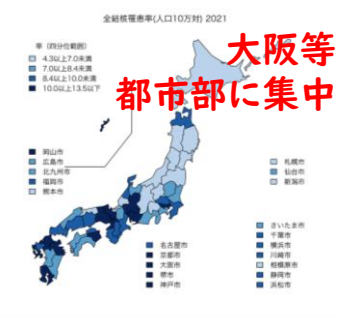 全結核罹患率(人口10万対) 2021
大阪等
都市部に集中
率 (四分位範囲)
4.3以上7.0未満
7.0以上8.4未満
8.4以上10.0未満
10.0以上13.5以下
岡山市
広島市
北九州市
福岡市
熊本市
札幌市
仙台市
新潟市
名古屋市
京都市
大阪市
堺市
神戸市
さいたま市
千葉市
横浜市
川崎市
相模原市
静岡市
浜松市